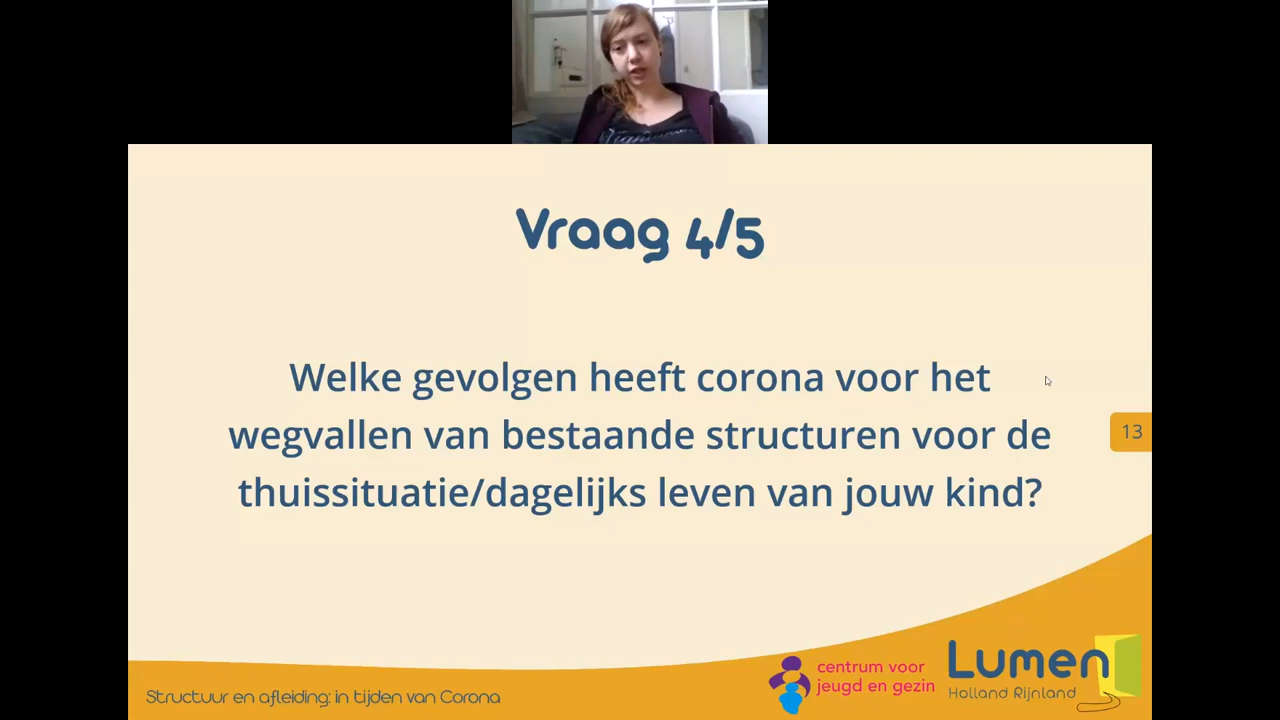 Vraag 4/5
Welke gevolgen heeft corona voor het
wegvallen van bestaande structuren voor de
thuissituatie/dagelijks leven van jouw kind?
13
Structuur en afleiding: in tijden van Corona
centrum voor
jeugd en gezin
Lumen
Holland Rijnland